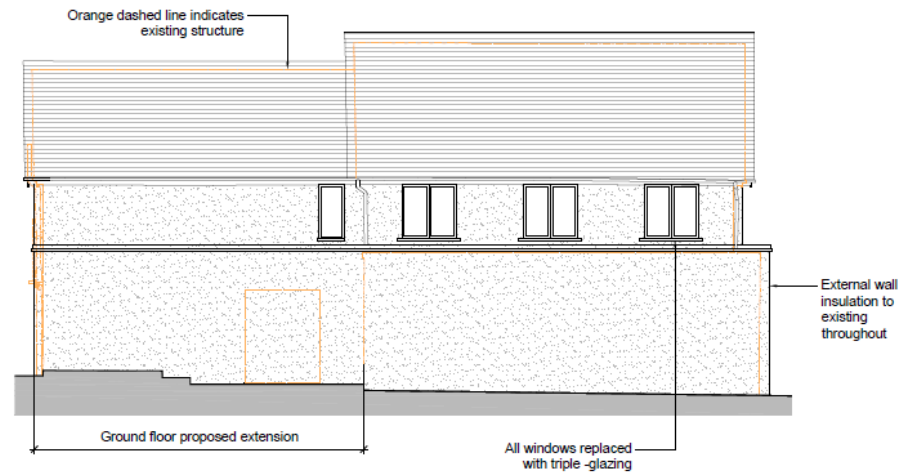 Orange dashed line indicates
existing structure
External wall
insulation to
existing
throughout
Ground floor proposed extension
All windows replaced
with triple -glazing